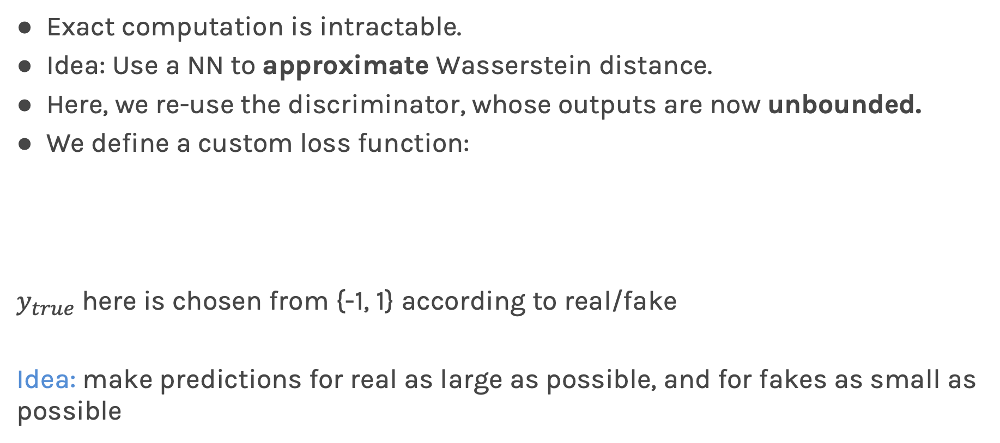 ● Exact computation is intractable.
● Idea: Use a NN to approximate Wasserstein distance.
● Here, we re-use the discriminator, whose outputs are now unbounded.
● We define a custom loss function:
y_true here is chosen from {-1, 1} according to real/fake
Idea: make predictions for real as large as possible, and for fakes as small as
possible